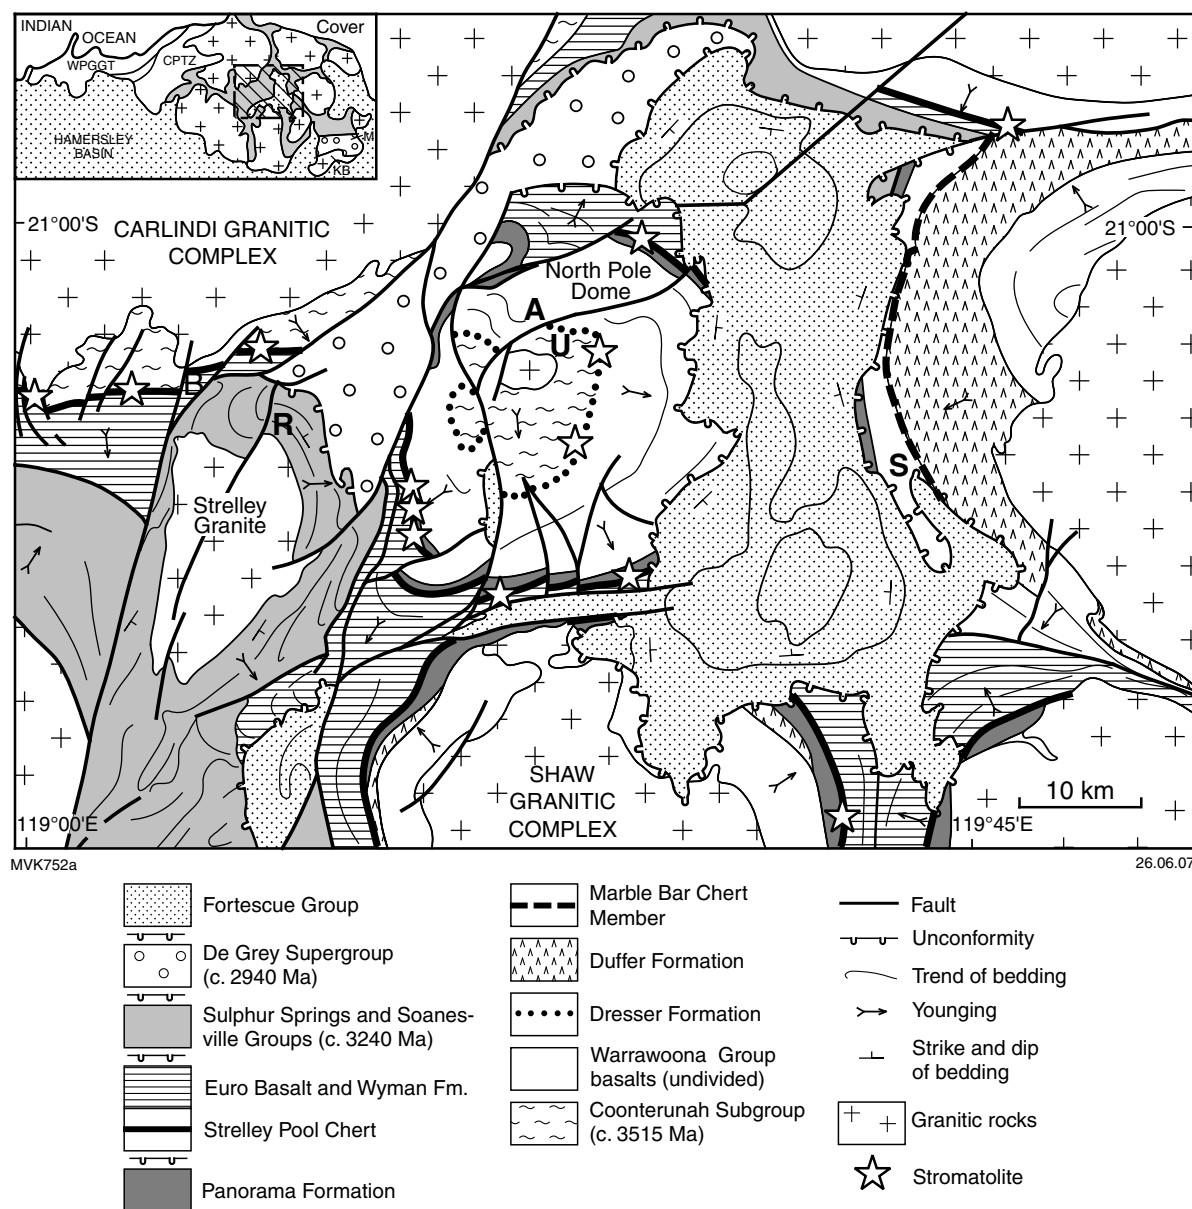 INDIAN
OCEAN
Cover
WPGGT
CPTZ
HAMERSLEY
BASIN
M
KB
21°00'S
CARLINDI GRANITIC
COMPLEX
21°00'S
North Pole
Dome
A
U
B
R
S
Strelley
Granite
SHAW
GRANITIC
COMPLEX
10 km
119°00'E
119°45'E
MVK752a
26.06.07
Fortescue Group
De Grey Supergroup
(c. 2940 Ma)
Sulphur Springs and Soanes-
ville Groups (c. 3240 Ma)
Euro Basalt and Wyman Fm.
Strelley Pool Chert
Panorama Formation
Marble Bar Chert
Member
Duffer Formation
Dresser Formation
Warrawoona Group
basalts (undivided)
Coonterunah Subgroup
(c. 3515 Ma)
Fault
Unconformity
Trend of bedding
Younging
Strike and dip
of bedding
Granitic rocks
Stromatolite